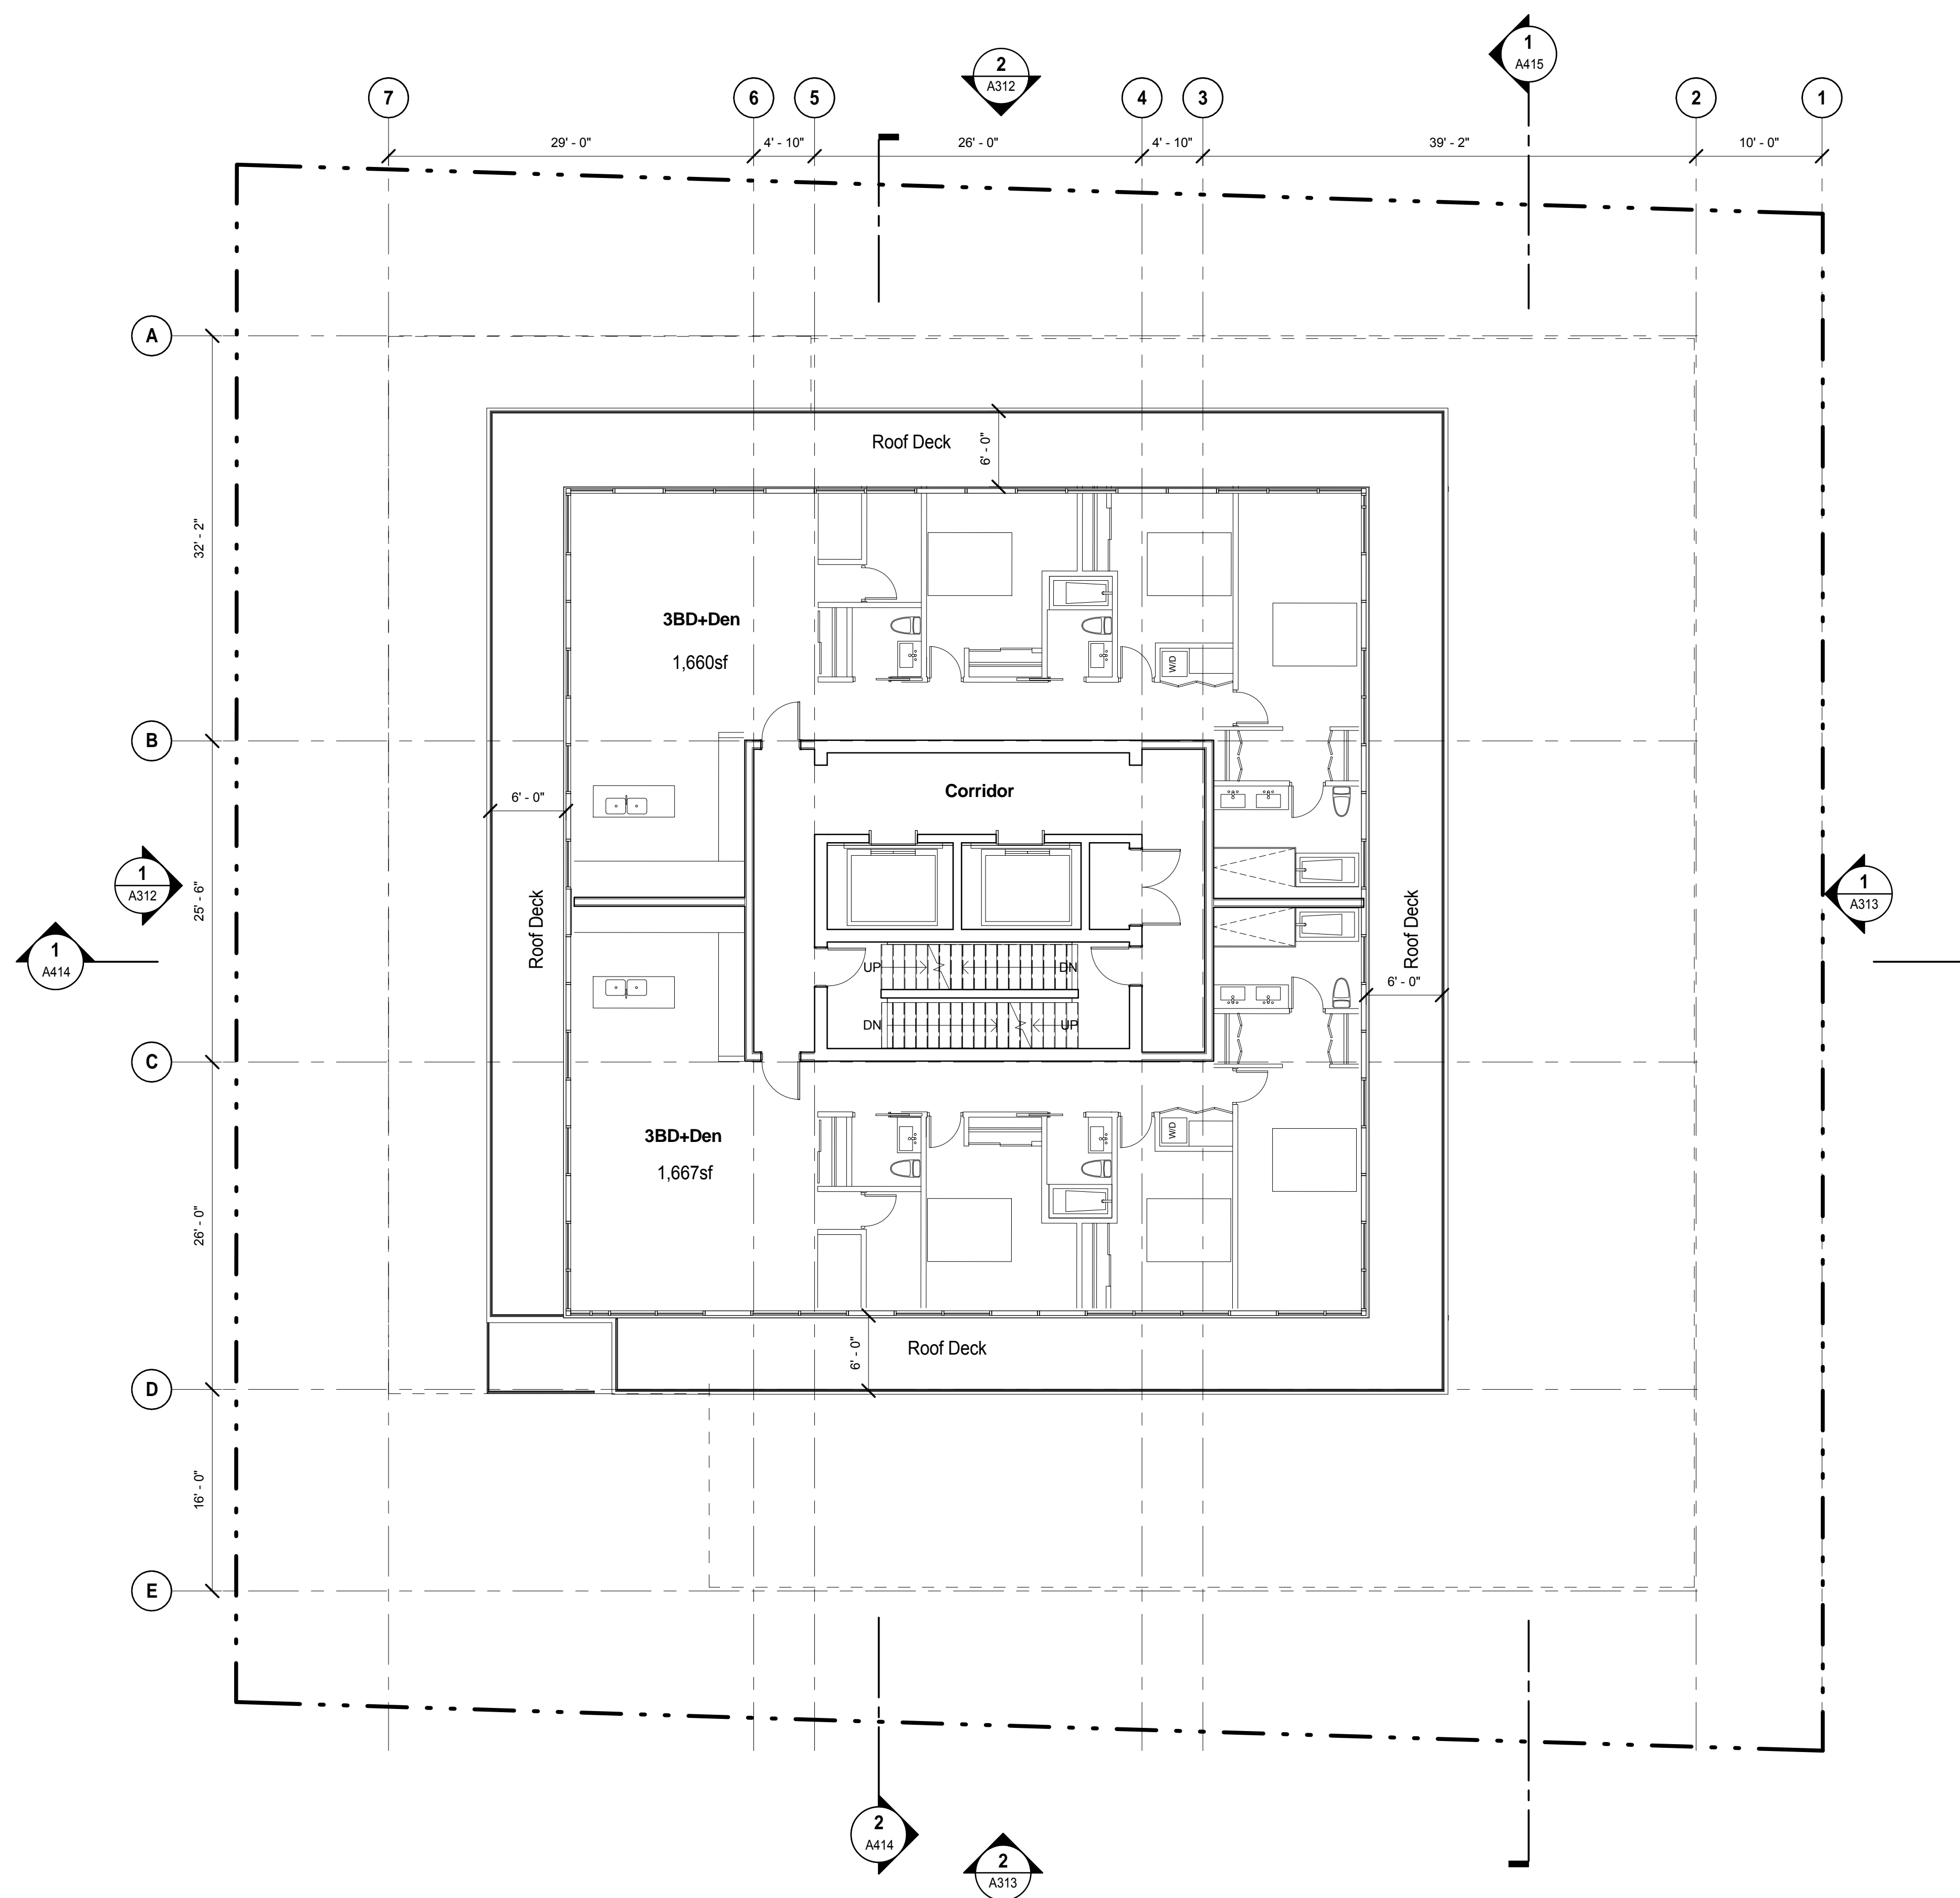 1
A415
2
A312
7
6
5
4
3
2
1
29' - 0"
4' - 10"
26' - 0"
4' - 10"
39' - 2"
10' - 0"
A
Roof Deck
6' - 0"
32' - 2"
3BD+Den
1,660sf
W/D
B
Corridor
6' - 0"
1
A312
25' - 6"
1
A313
Roof Deck
Roof Deck
1
A414
UP
DN
6' - 0"
DN
UP
C
3BD+Den
1,667sf
W/D
26' - 0"
6' - 0"
Roof Deck
D
16' - 0"
E
2
A414
2
A313